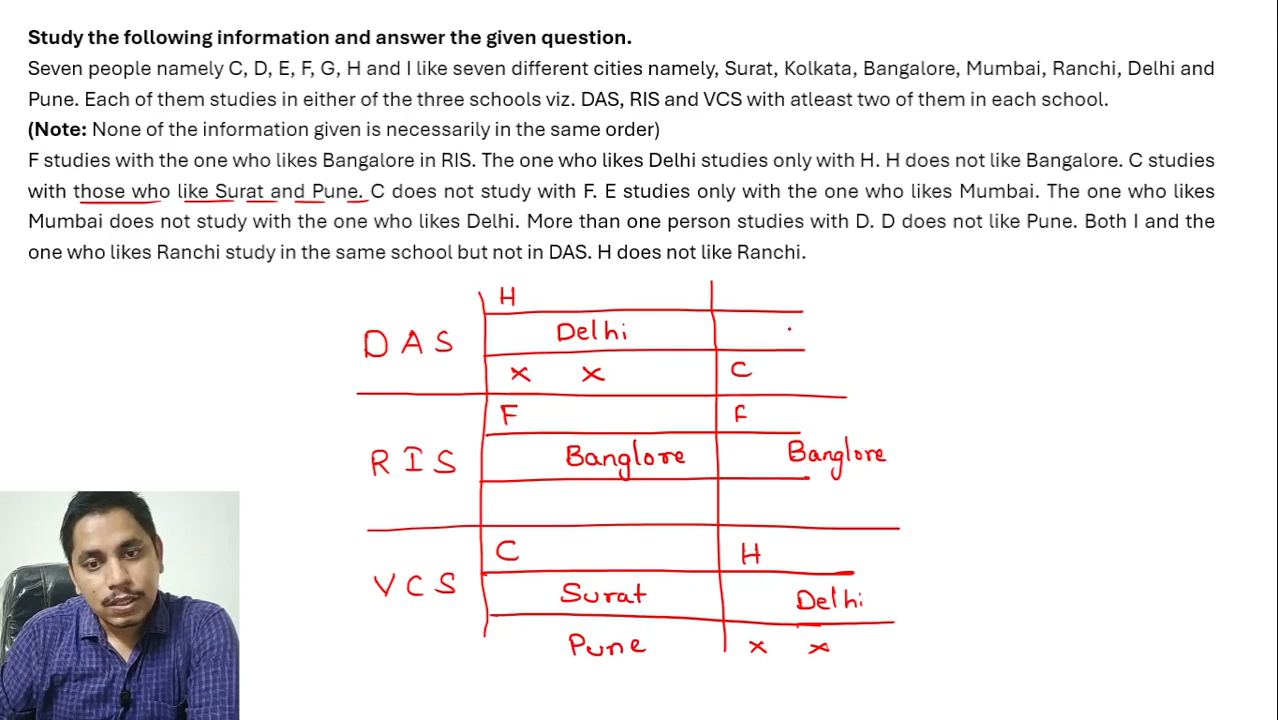 Study the following information and answer the given question.
Seven people namely C, D, E, F, G, H and I like seven different cities namely, Surat, Kolkata, Bangalore, Mumbai, Ranchi, Delhi and
Pune. Each of them studies in either of the three schools viz. DAS, RIS and VCS with atleast two of them in each school.
(Note: None of the information given is necessarily in the same order)
F studies with the one who likes Bangalore in RIS. The one who likes Delhi studies only with H. H does not like Bangalore. C studies
with those who like Surat and Pune. C does not study with F. E studies only with the one who likes Mumbai. The one who likes
Mumbai does not study with the one who likes Delhi. More than one person studies with D. D does not like Pune. Both I and the
one who likes Ranchi study in the same school but not in DAS. H does not like Ranchi.
H
DAS Delhi
x x C
F F
RIS Banglore Banglore
C H
VCS Surat Delhi
Pune x x